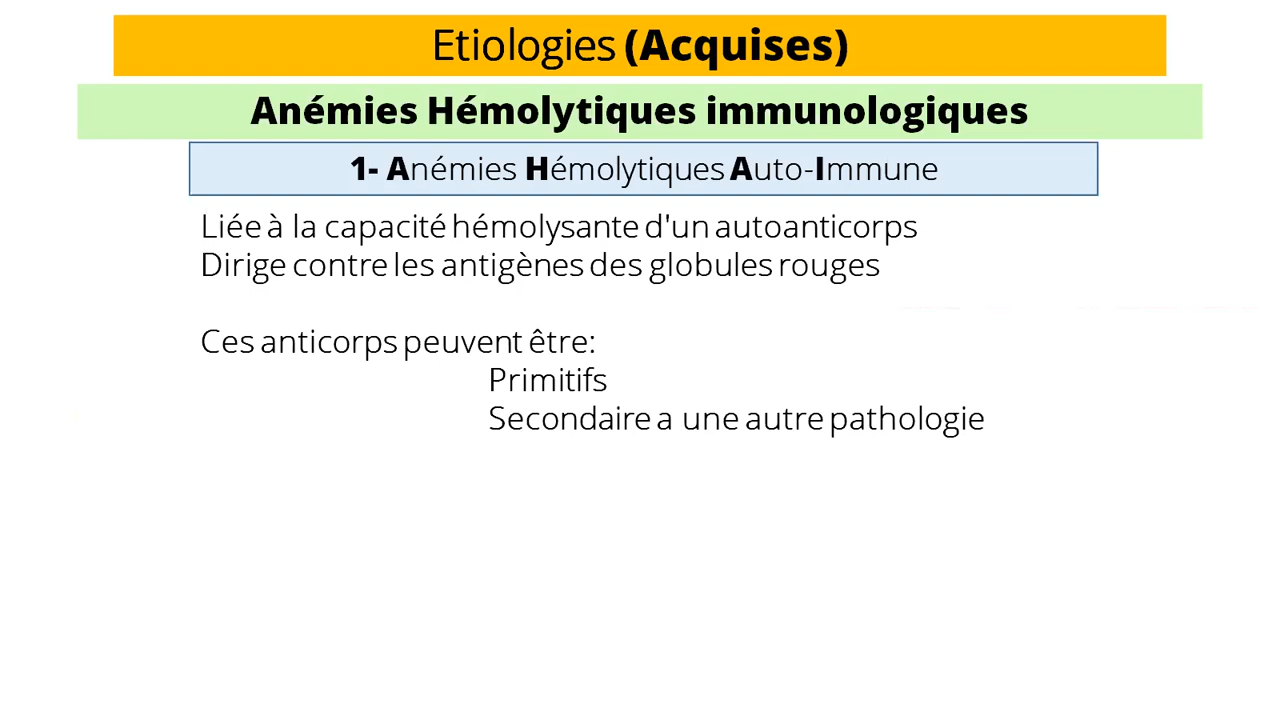 Etiologies (Acquises)
Anémies Hémolytiques immunologiques
1- Anémies Hémolytiques Auto-Immune
Liée à la capacité hémolysante d'un autoanticorps
Dirige contre les antigènes des globules rouges
Ces anticorps peuvent être:
Primitifs
Secondaire a une autre pathologie